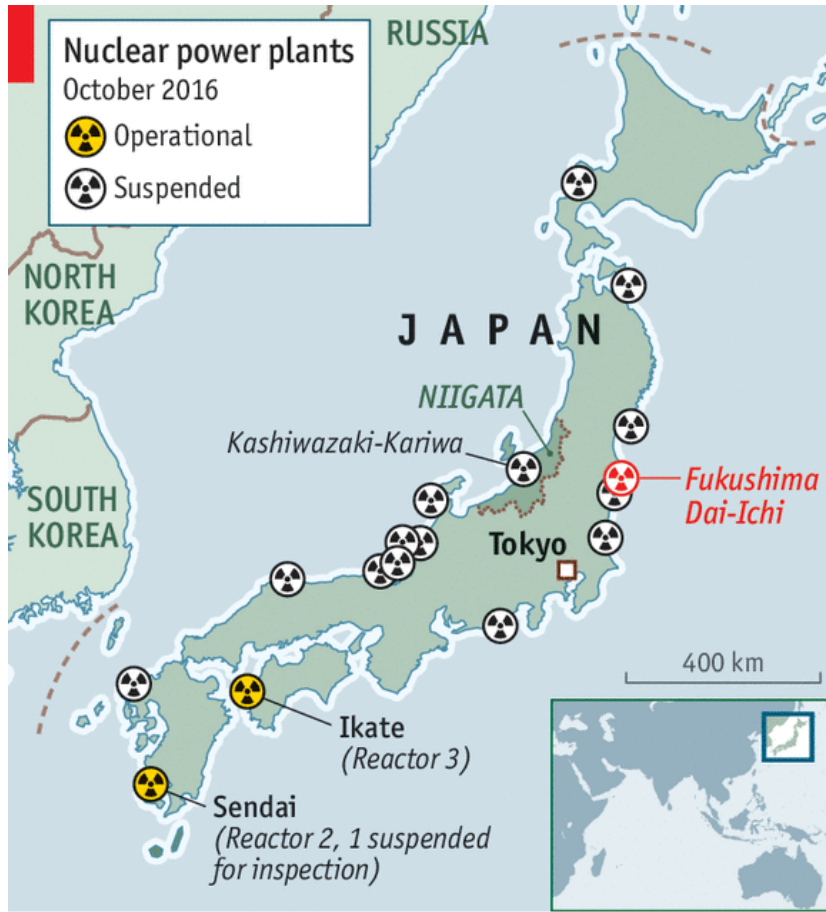 Nuclear power plants
October 2016
Operational
Suspended
RUSSIA
NORTH
KOREA
JAPAN
NIIGATA
Kashiwazaki-Kariwa
SOUTH
KOREA
Fukushima
Dai-Ichi
Tokyo
400 km
Ikate
(Reactor 3)
Sendai
(Reactor 2, 1 suspended
for inspection)